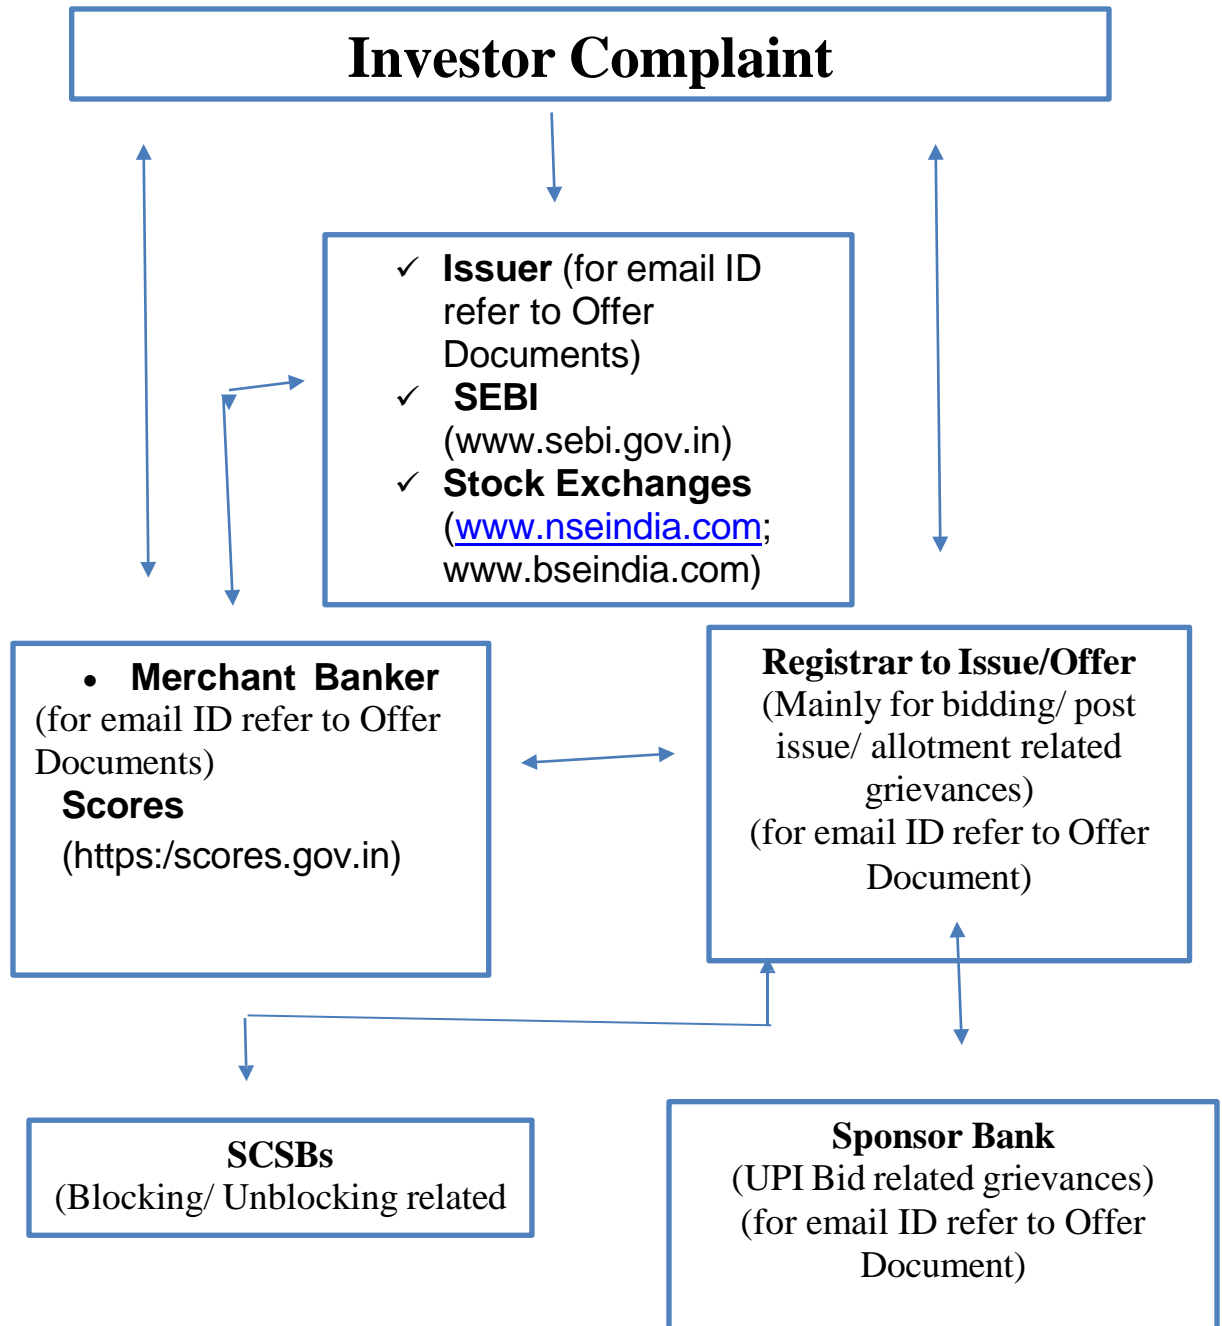 Investor Complaint
✓ Issuer (for email ID
refer to Offer
Documents)
✓ SEBI
(www.sebi.gov.in)
✓ Stock Exchanges
(www.nseindia.com;
www.bseindia.com)
• Merchant Banker
(for email ID refer to Offer
Documents)
Scores
(https:/scores.gov.in)
Registrar to Issue/Offer
(Mainly for bidding/ post
issue/ allotment related
grievances)
(for email ID refer to Offer
Document)
SCSBs
(Blocking/ Unblocking related
Sponsor Bank
(UPI Bid related grievances)
(for email ID refer to Offer
Document)